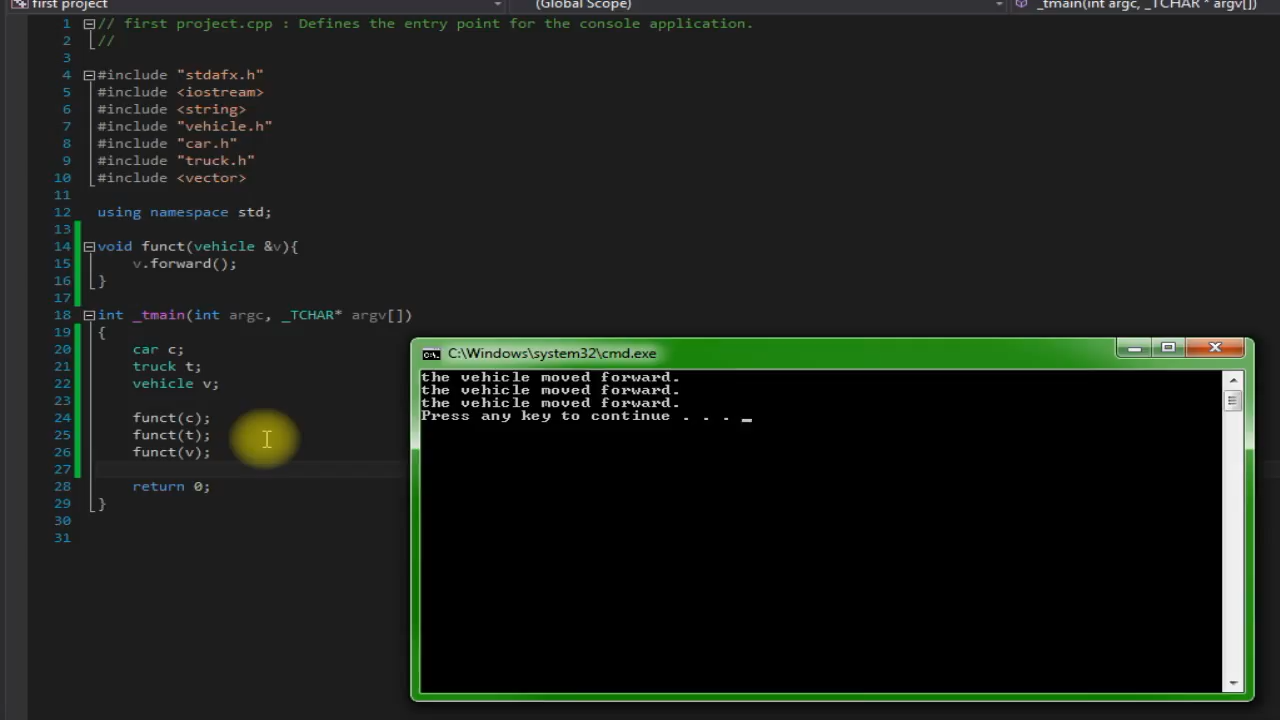 first project
(Global Scope)
_tmain(int argc, _TCHAR * argv[])
1 // first project.cpp : Defines the entry point for the console application.
2 //
3
4 #include "stdafx.h"
5 #include <iostream>
6 #include <string>
7 #include "vehicle.h"
8 #include "car.h"
9 #include "truck.h"
10 #include <vector>
11
12 using namespace std;
13
14 void funct(vehicle &v){
15 v.forward();
16 }
17
18 int _tmain(int argc, _TCHAR* argv[])
19 {
20 car c;
21 truck t;
22 vehicle v;
23
24 funct(c);
25 funct(t);
26 funct(v);
27
28 return 0;
29 }
30
31
C:\Windows\system32\cmd.exe
the vehicle moved forward.
the vehicle moved forward.
the vehicle moved forward.
Press any key to continue . . . _